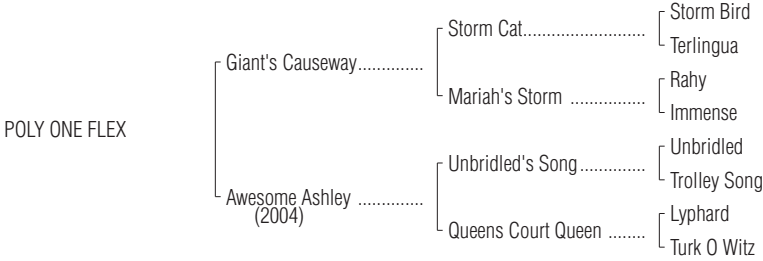 Storm Bird
Storm Cat..........................
Terlingua
Giant's Causeway..............
Rahy
Mariah's Storm ................
Immense
POLY ONE FLEX
Unbridled
Unbridled's Song..............
Trolley Song
Awesome Ashley ..............
(2004)
Lyphard
Queens Court Queen ........
Turk O Witz